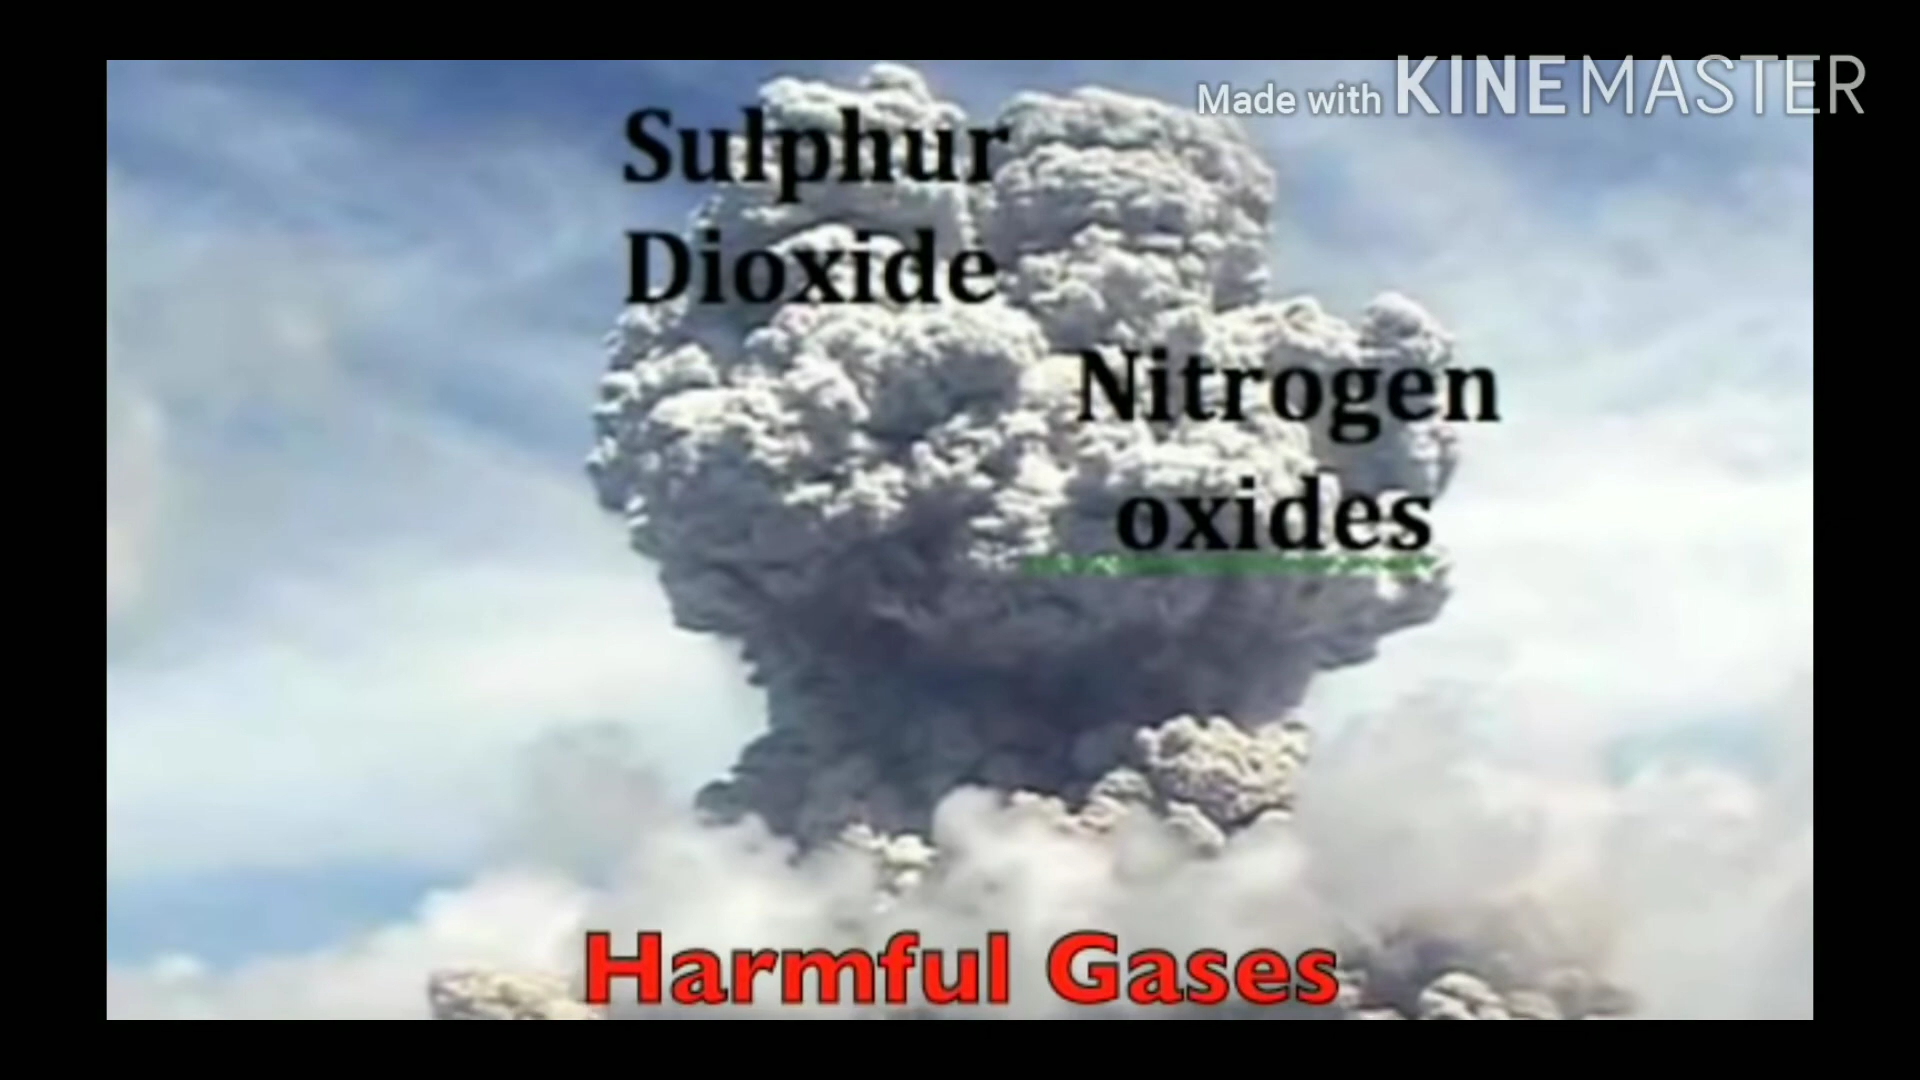 Made with KINEMASTER
Sulphur
Dioxide
Nitrogen
oxides
Harmful Gases